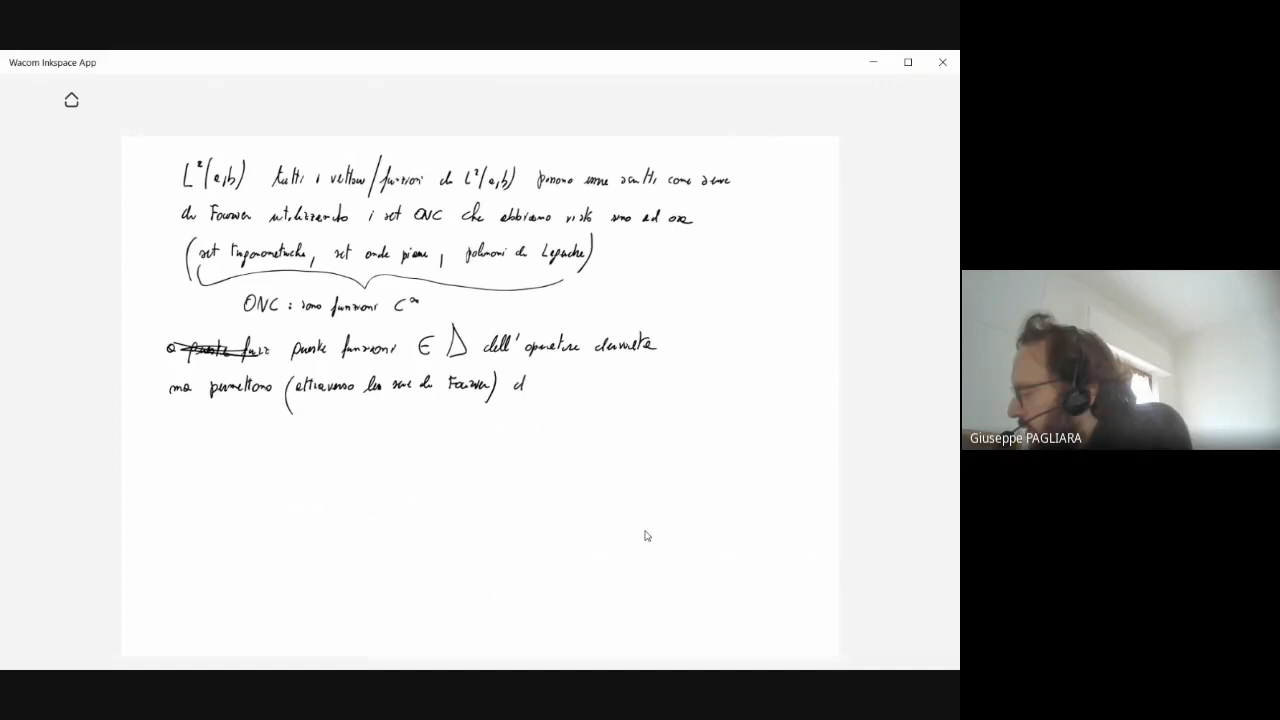 Wacom Inkspace App
L²(a,b) tutti i vettori/funzioni di L²(a,b) possono essere scritti come serie
di Fourier utilizzando i set ONC che abbiamo visto sino ad ora
(set trigonometriche, set onde piane, polinomi di Legendre)
ONC : sono funzioni C∞
queste funzioni ∈ D dell'operatore derivata
ma permettono (attraverso la serie di Fourier) d
Giuseppe PAGLIARA